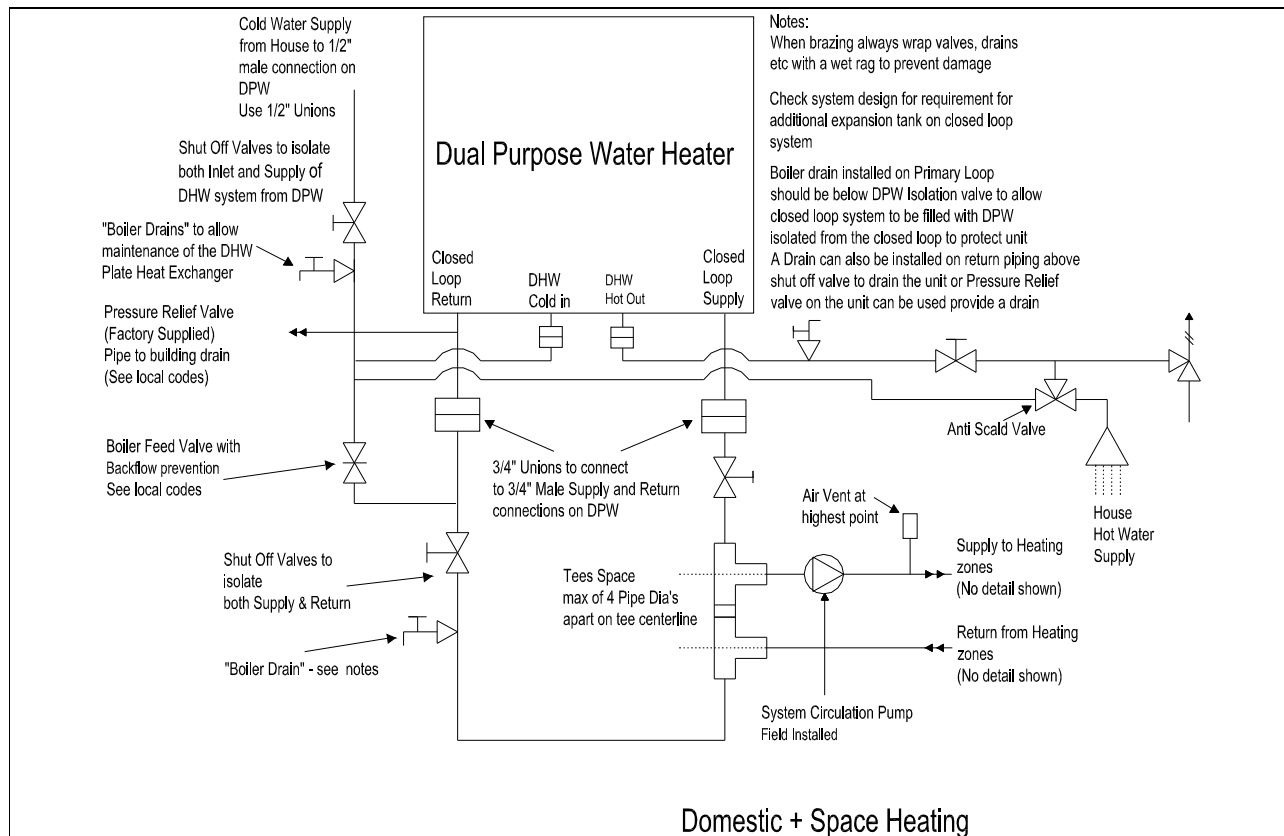 Cold Water Supply
from House to 1/2"
male connection on
DPW
Use 1/2" Unions
Shut Off Valves to isolate
both Inlet and Supply of
DHW system from DPW
"Boiler Drains" to allow
maintenance of the DHW
Plate Heat Exchanger
Pressure Relief Valve
(Factory Supplied)
Pipe to building drain
(See local codes)
Boiler Feed Valve with
Backflow prevention
See local codes
Shut Off Valves to
isolate
both Supply & Return
"Boiler Drain" - see notes
Dual Purpose Water Heater
Closed
Loop
Return
DHW
Cold in
DHW
Hot Out
Closed
Loop
Supply
3/4" Unions to connect
to 3/4" Male Supply and Return
connections on DPW
Tees Space
max of 4 Pipe Dia's
apart on tee centerline
Notes:
When brazing always wrap valves, drains
etc with a wet rag to prevent damage
Check system design for requirement for
additional expansion tank on closed loop
system
Boiler drain installed on Primary Loop
should be below DPW Isolation valve to allow
closed loop system to be filled with DPW
isolated from the closed loop to protect unit
A Drain can also be installed on return piping above
shut off valve to drain the unit or Pressure Relief
valve on the unit can be used provide a drain
Anti Scald Valve
Air Vent at
highest point
House
Hot Water
Supply
Supply to Heating
zones
(No detail shown)
Return from Heating
zones
(No detail shown)
System Circulation Pump
Field Installed
Domestic + Space Heating